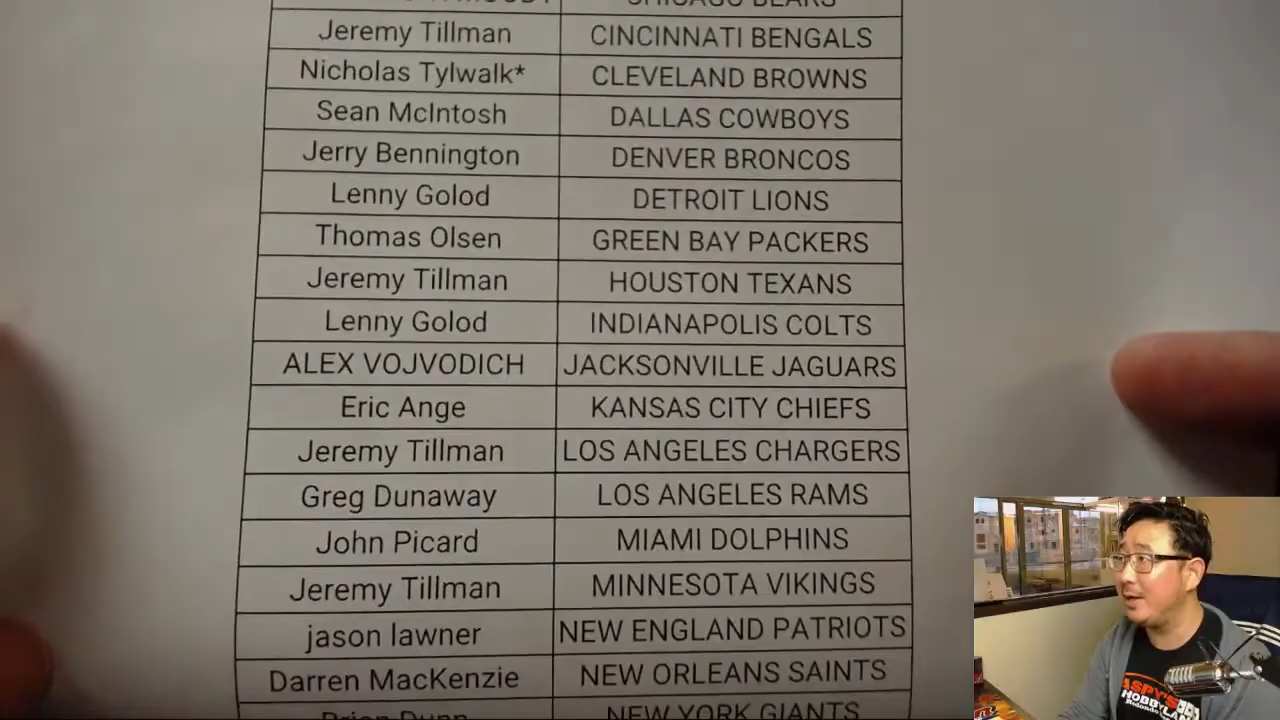 CHICAGO BEARS
Jeremy Tillman CINCINNATI BENGALS
Nicholas Tylwalk* CLEVELAND BROWNS
Sean McIntosh DALLAS COWBOYS
Jerry Bennington DENVER BRONCOS
Lenny Golod DETROIT LIONS
Thomas Olsen GREEN BAY PACKERS
Jeremy Tillman HOUSTON TEXANS
Lenny Golod INDIANAPOLIS COLTS
ALEX VOJVODICH JACKSONVILLE JAGUARS
Eric Ange KANSAS CITY CHIEFS
Jeremy Tillman LOS ANGELES CHARGERS
Greg Dunaway LOS ANGELES RAMS
John Picard MIAMI DOLPHINS
Jeremy Tillman MINNESOTA VIKINGS
jason lawner NEW ENGLAND PATRIOTS
Darren MacKenzie NEW ORLEANS SAINTS
Brian Dunn NEW YORK GIANTS